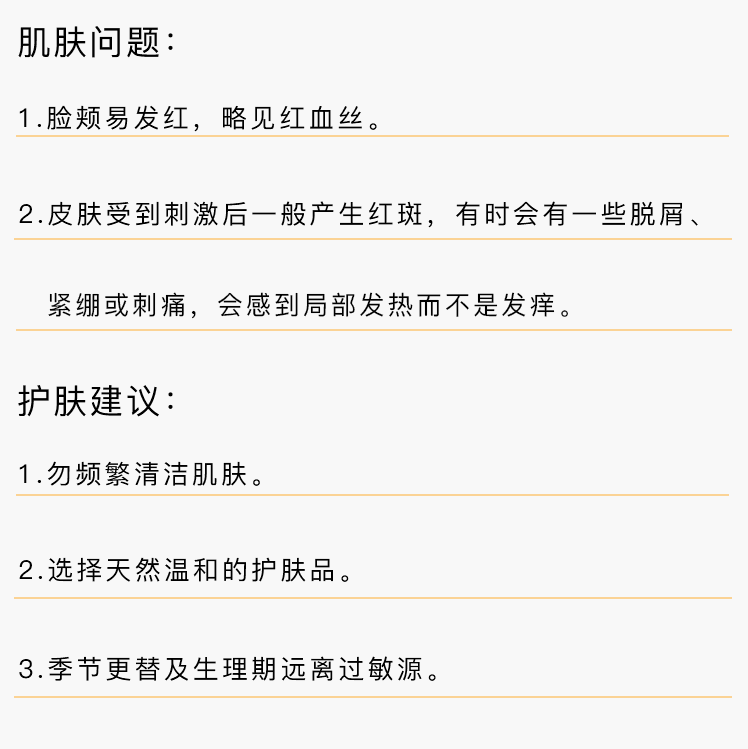 肌肤问题：
1.脸颊易发红，略见红血丝。
2.皮肤受到刺激后一般产生红斑，有时会有一些脱屑、
紧绷或刺痛，会感到局部发热而不是发痒。
护肤建议：
1.勿频繁清洁肌肤。
2.选择天然温和的护肤品。
3.季节更替及生理期远离过敏源。